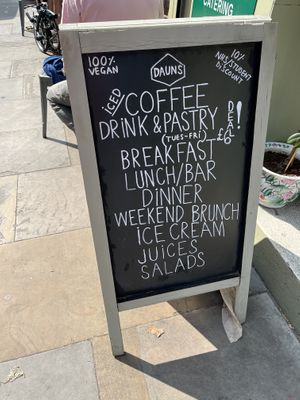 CATERING
100% VEGAN
DAUNS
10% NHS/STUDENT DISCOUNT
ICED/COFFEE
DRINK & PASTRY
(TUES-FRI) £6
DEAL!
BREAKFAST
LUNCH/BAR
DINNER
WEEKEND BRUNCH
ICE CREAM
JUICES
SALADS